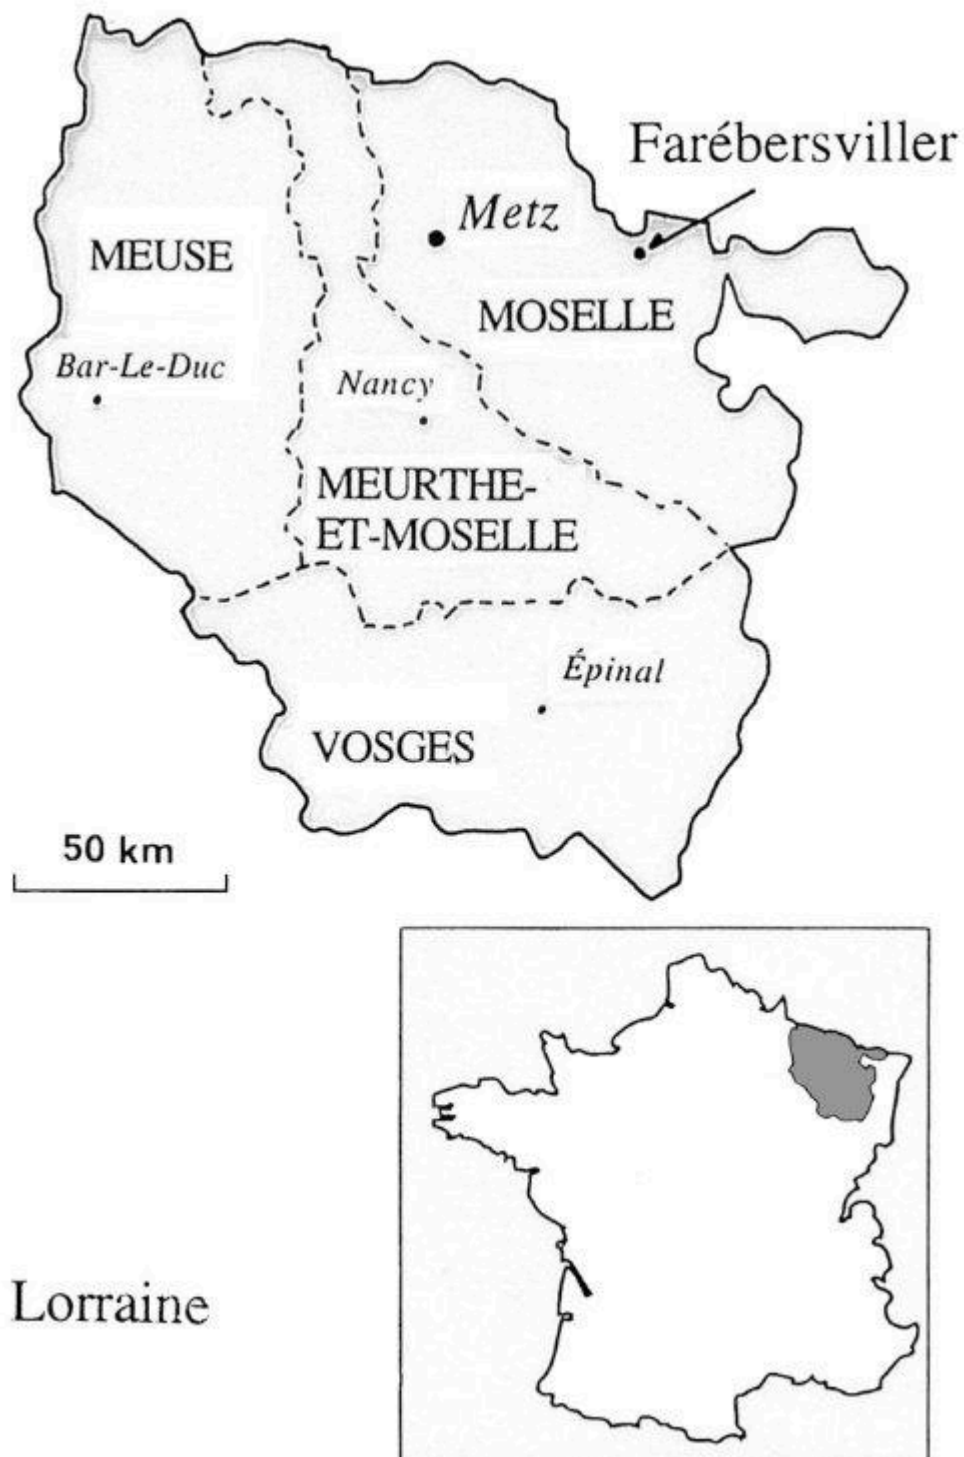 Farébersviller
Metz
MEUSE
MOSELLE
Bar-Le-Duc
Nancy
MEURTHE-
ET-MOSELLE
Épinal
VOSGES
50 km
Lorraine